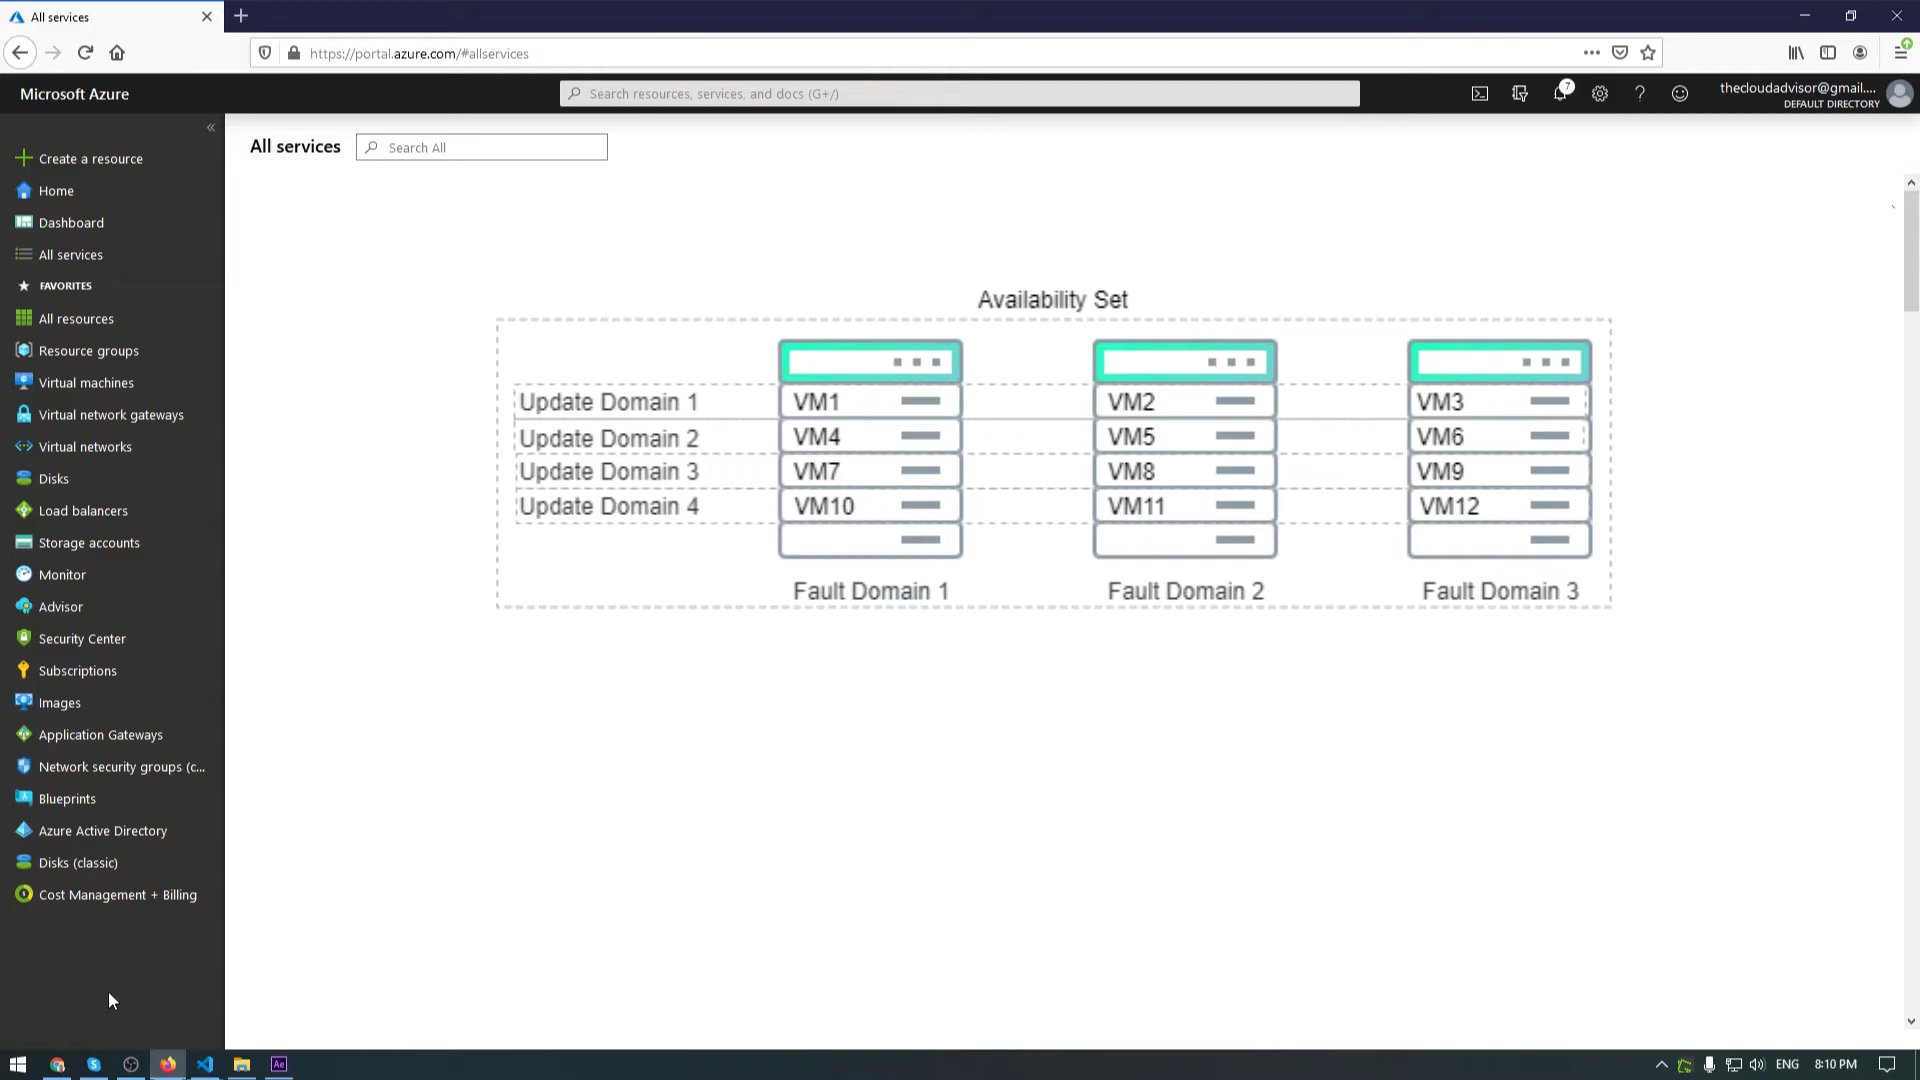 All services
https://portal.azure.com/#allservices
Microsoft Azure
Search resources, services, and docs (G+/)
7
thecloudadvisor@gmail....
DEFAULT DIRECTORY
Create a resource
Home
Dashboard
All services
FAVORITES
All resources
Resource groups
Virtual machines
Virtual network gateways
Virtual networks
Disks
Load balancers
Storage accounts
Monitor
Advisor
Security Center
Subscriptions
Images
Application Gateways
Network security groups (c...
Blueprints
Azure Active Directory
Disks (classic)
Cost Management + Billing
All services
Search All
Availability Set
Update Domain 1 VM1 VM2 VM3
Update Domain 2 VM4 VM5 VM6
Update Domain 3 VM7 VM8 VM9
Update Domain 4 VM10 VM11 VM12
Fault Domain 1 Fault Domain 2 Fault Domain 3
Ae
ENG
8:10 PM